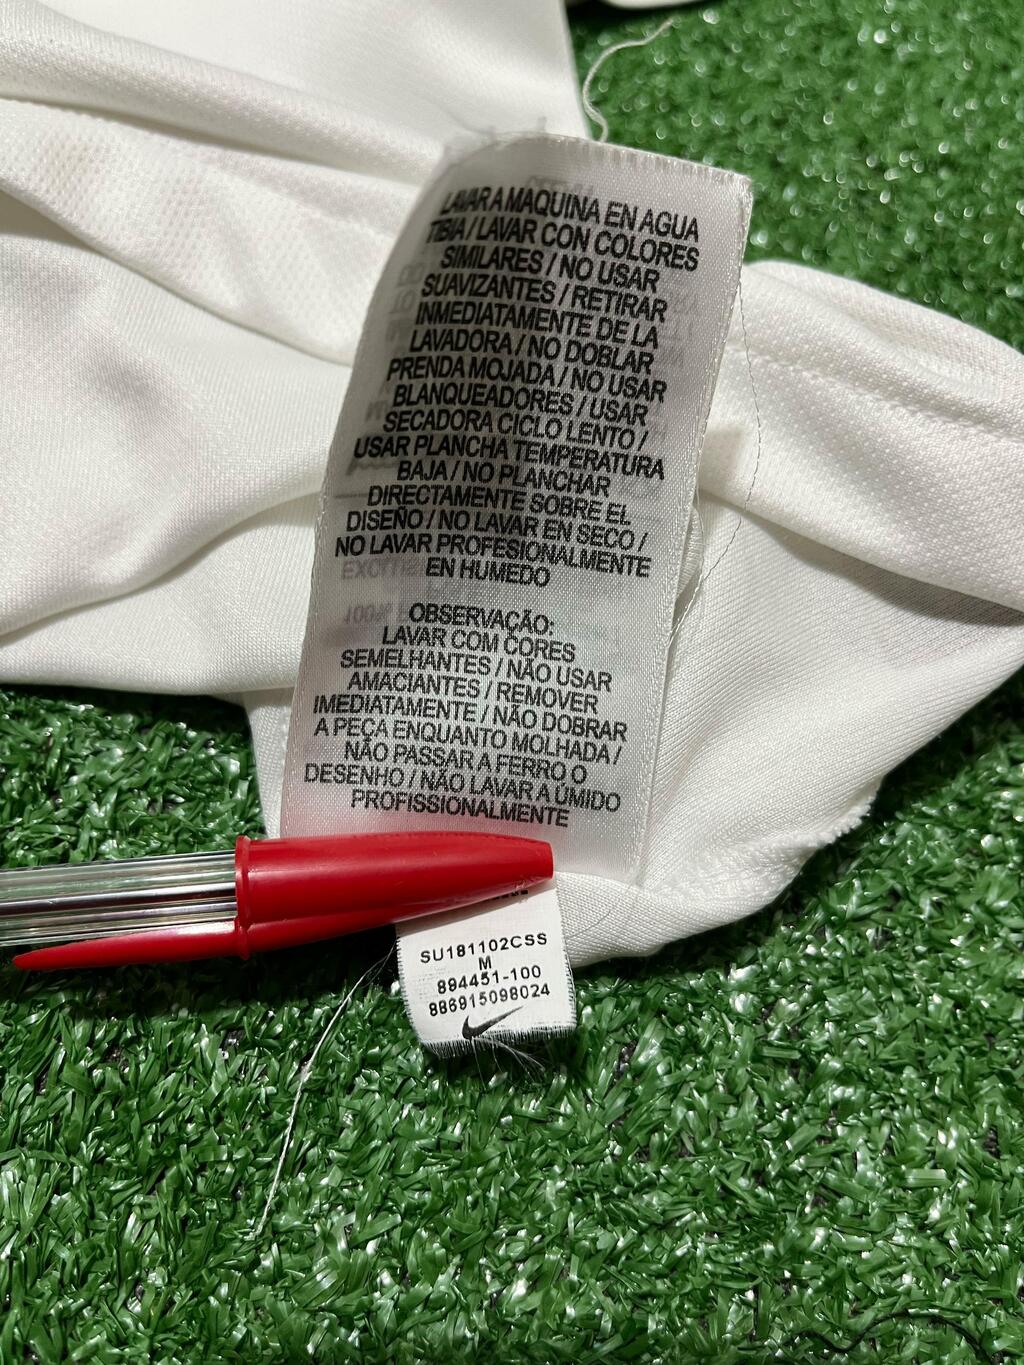 LAVAR A MAQUINA EN AGUA
TIBIA / LAVAR CON COLORES
SIMILARES / NO USAR
SUAVIZANTES / RETIRAR
INMEDIATAMENTE DE LA
LAVADORA / NO DOBLAR
PRENDA MOJADA / NO USAR
BLANQUEADORES / USAR
SECADORA CICLO LENTO /
USAR PLANCHA TEMPERATURA
BAJA / NO PLANCHAR
DIRECTAMENTE SOBRE EL
DISEÑO / NO LAVAR EN SECO /
NO LAVAR PROFESIONALMENTE
EN HUMEDO
OBSERVAÇÃO:
LAVAR COM CORES
SEMELHANTES / NÃO USAR
AMACIANTES / REMOVER
IMEDIATAMENTE / NÃO DOBRAR
A PEÇA ENQUANTO MOLHADA /
NÃO PASSAR A FERRO O
DESENHO / NÃO LAVAR A ÚMIDO
PROFISSIONALMENTE
SU181102CSS
M
894451-100
886915098024